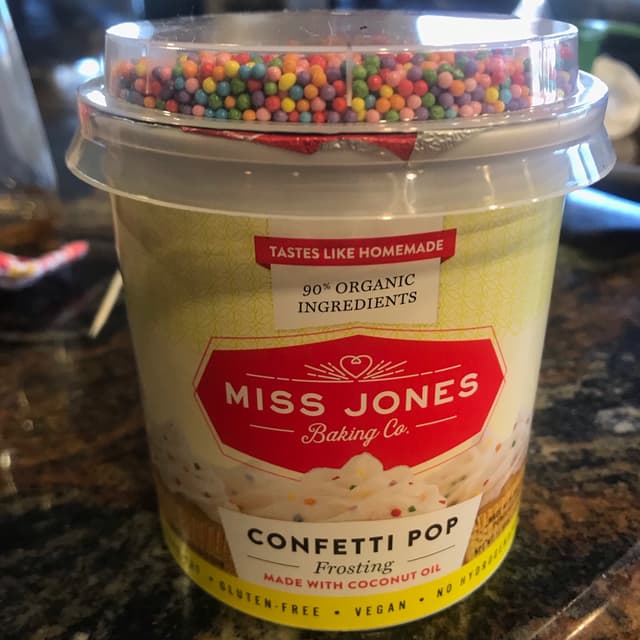 TASTES LIKE HOMEMADE
90% ORGANIC
INGREDIENTS
MISS JONES
Baking Co.
CONFETTI POP
Frosting
MADE WITH COCONUT OIL
• GLUTEN-FREE • VEGAN • NO